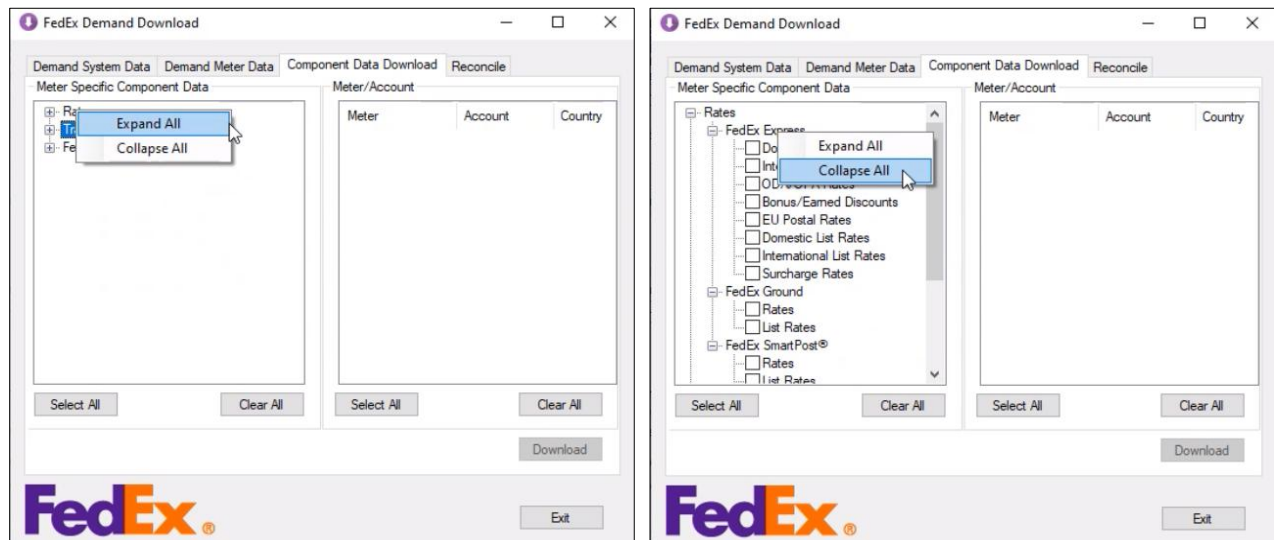 FedEx Demand Download
Demand System Data Demand Meter Data Component Data Download Reconcile
Meter Specific Component Data
Meter/Account
Expand All
Collapse All
Meter Account Country
Select All Clear All Select All Clear All
Download
FedEx®
Exit
FedEx Demand Download
Demand System Data Demand Meter Data Component Data Download Reconcile
Meter Specific Component Data
Meter/Account
Rates
FedEx Express
Expand All
Collapse All
Bonus/Earned Discounts
EU Postal Rates
Domestic List Rates
International List Rates
Surcharge Rates
FedEx Ground
Rates
List Rates
FedEx SmartPost®
Rates
List Rates
Meter Account Country
Select All Clear All Select All Clear All
Download
FedEx®
Exit